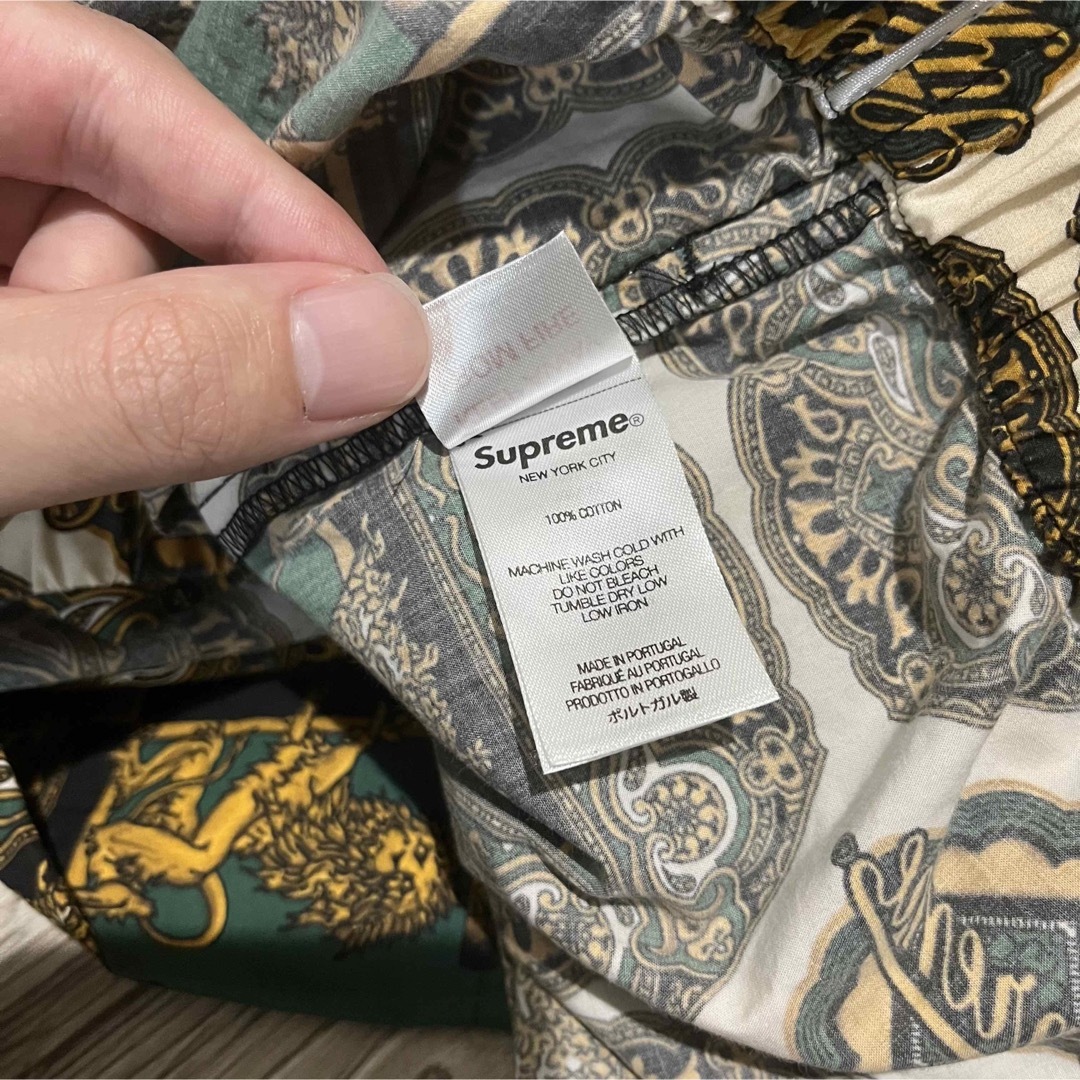 Supreme®
NEW YORK CITY
100% COTTON
MACHINE WASH COLD WITH
LIKE COLORS
DO NOT BLEACH
TUMBLE DRY LOW
LOW IRON
MADE IN PORTUGAL
FABRIQUÉ AU PORTUGAL
PRODOTTO IN PORTOGALLO
ポルトガル製